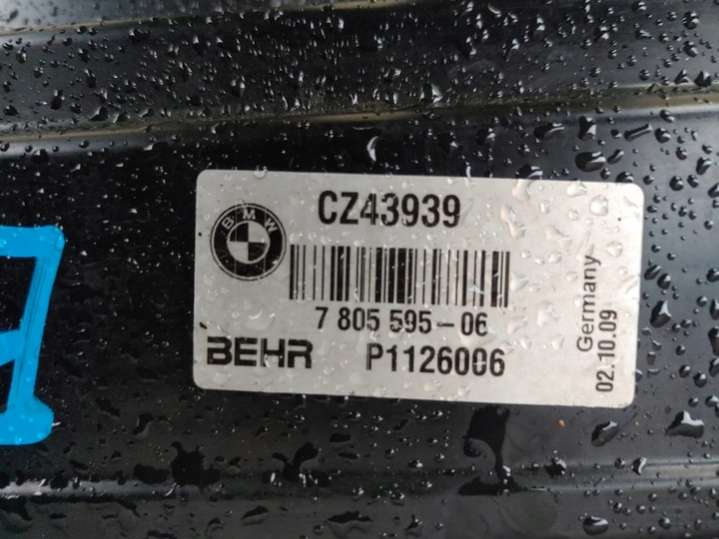 CZ43939
BMW
7 805 595-06
BEHR P1126006
Germany
02.10.09